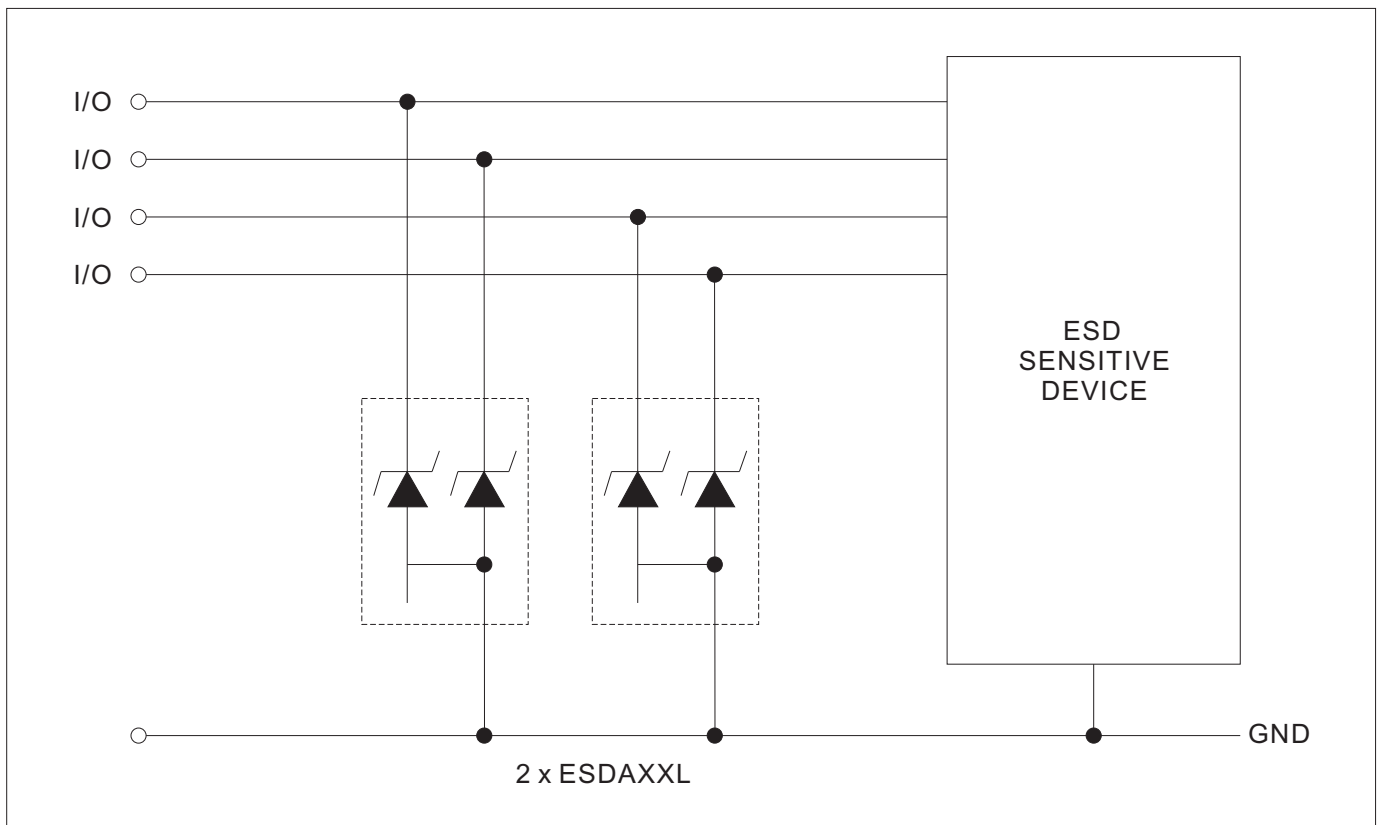 I/O
I/O
I/O
I/O
ESD
SENSITIVE
DEVICE
GND
2 x ESDAXXL